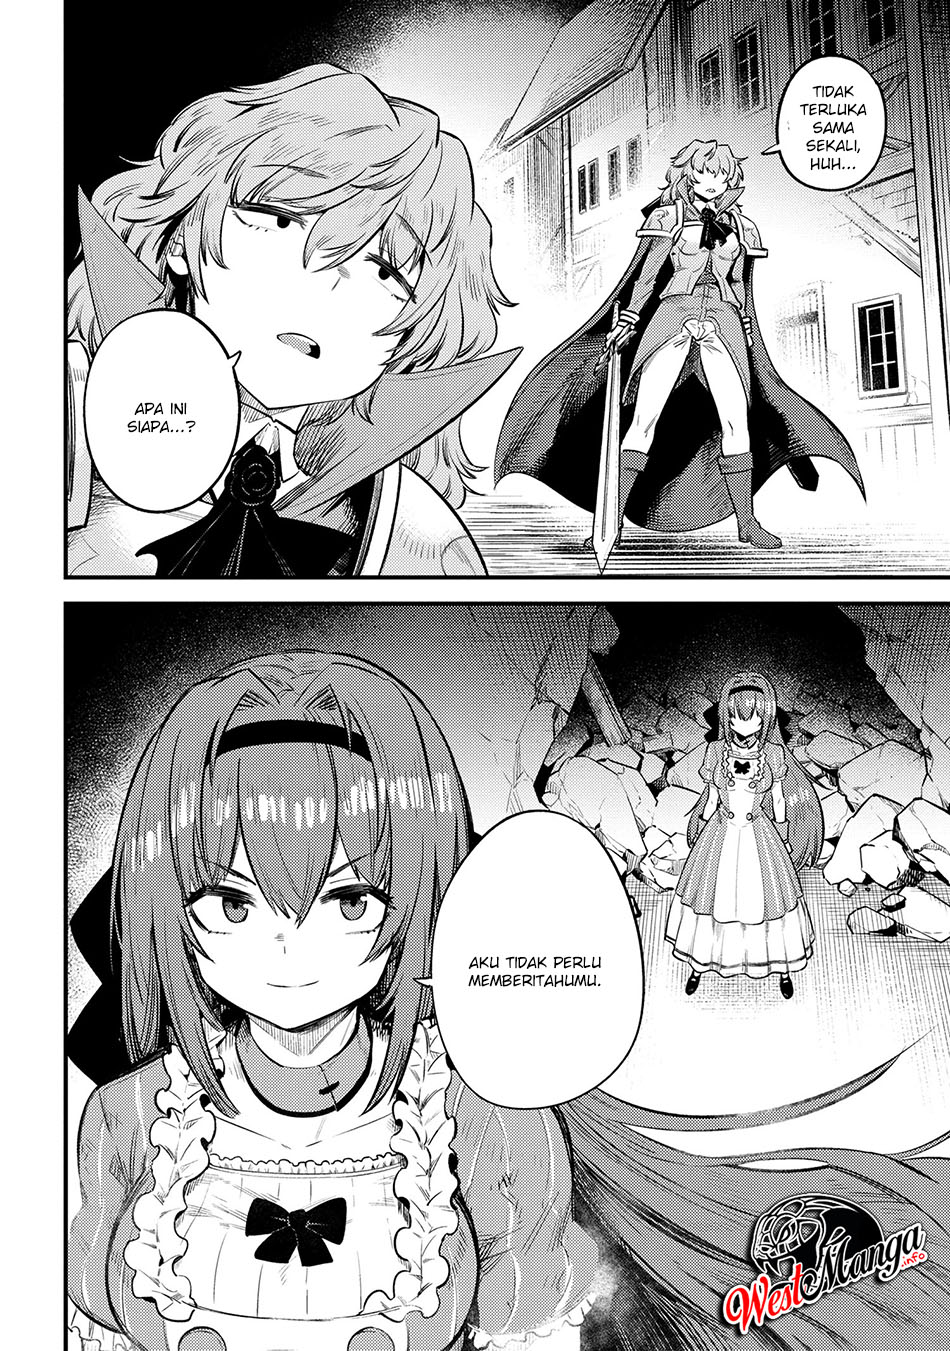 TIDAK
TERLUKA
SAMA
SEKALI,
HUH...
APA INI
SIAPA...?
AKU TIDAK PERLU
MEMBERITAHUMU.
WestManga
.info